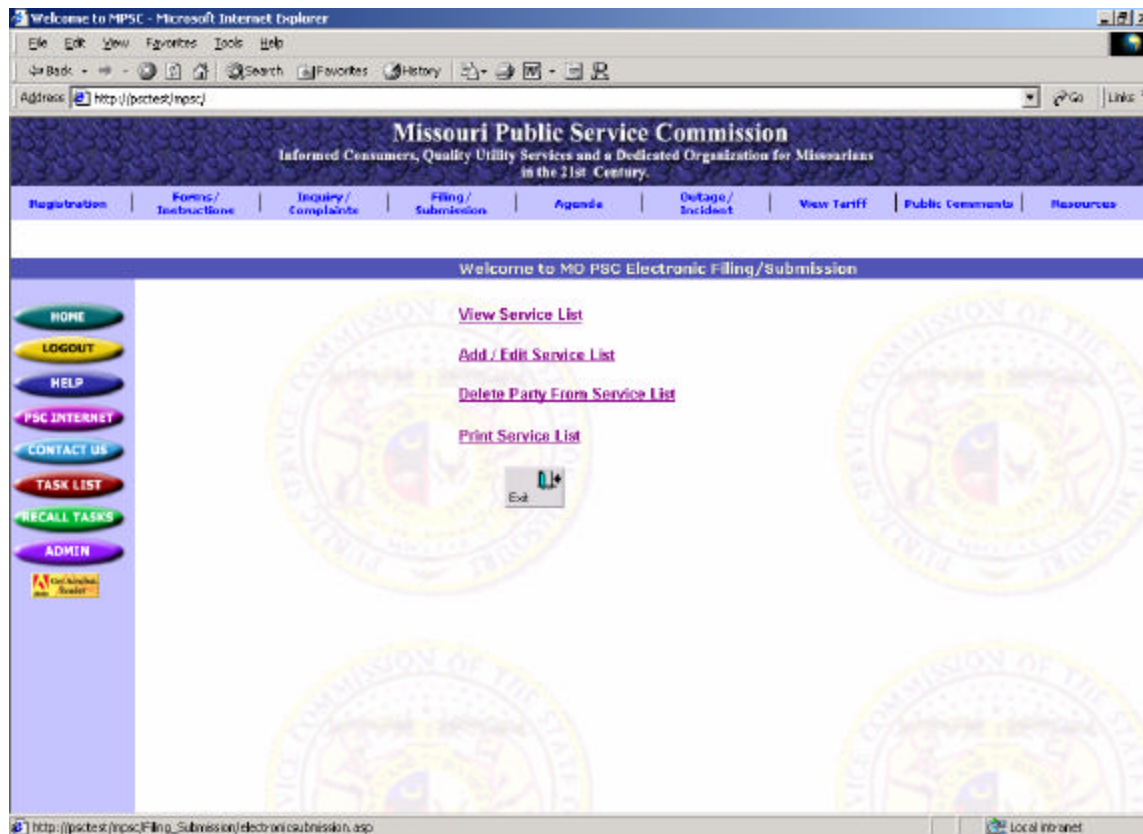 Welcome to MPSC - Microsoft Internet Explorer
File Edit View Favorites Tools Help
Back Search Favorites History
Address http://psctest/mpsc/ Go Links
Missouri Public Service Commission
Informed Consumers, Quality Utility Services and a Dedicated Organization for Missourians
in the 21st Century.
Registration Forms/ Instructions Inquiry/ Complaints Filing/ Submission Agenda Outage/ Incident View Tariff Public Comments Resources
Welcome to MO PSC Electronic Filing/Submission
HOME
LOGOUT
HELP
PSC INTERNET
CONTACT US
TASK LIST
RECALL TASKS
ADMIN
Get Acrobat
Reader
View Service List
Add / Edit Service List
Delete Party From Service List
Print Service List
Exit
http://psctest/mpsc/Filing_Submission/electronicsubmission.asp Local intranet